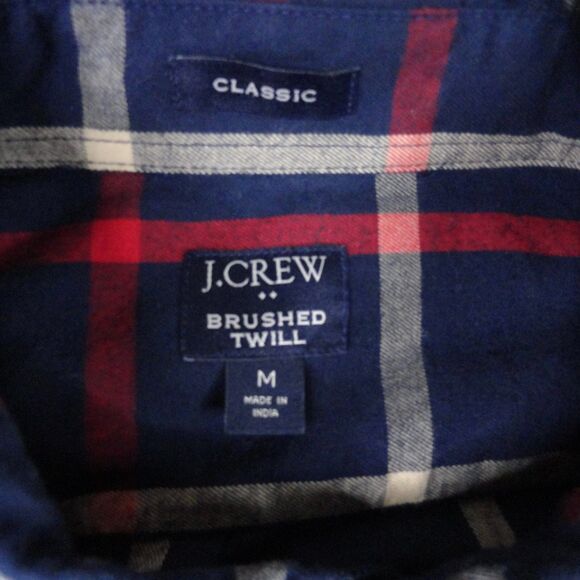 CLASSIC
J.CREW
BRUSHED
TWILL
M
MADE IN
INDIA